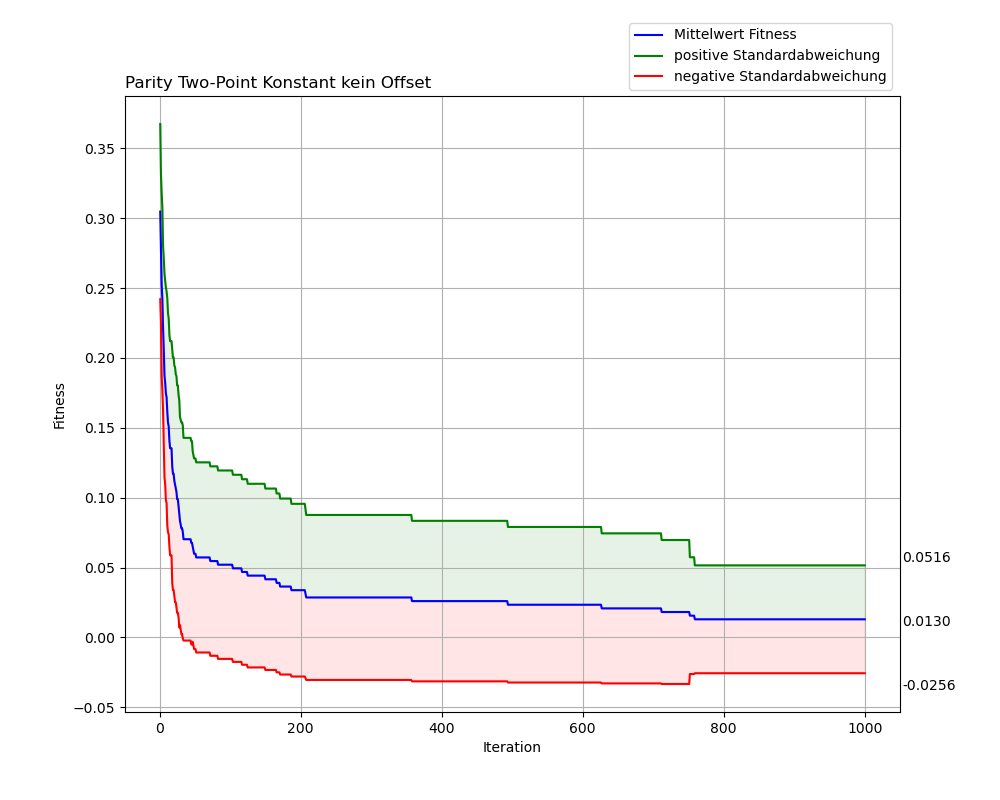 Mittelwert Fitness
positive Standardabweichung
negative Standardabweichung
Parity Two-Point Konstant kein Offset
0.35
0.30
0.25
0.20
0.15
0.10
0.05
0.00
−0.05
Fitness
0.0516
0.0130
-0.0256
0 200 400 600 800 1000
Iteration